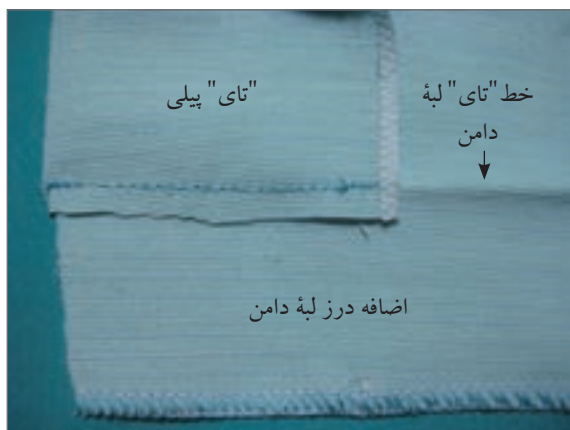 "تای" پیلی
خط "تای" لبهٔ
دامن
اضافه درز لبهٔ دامن